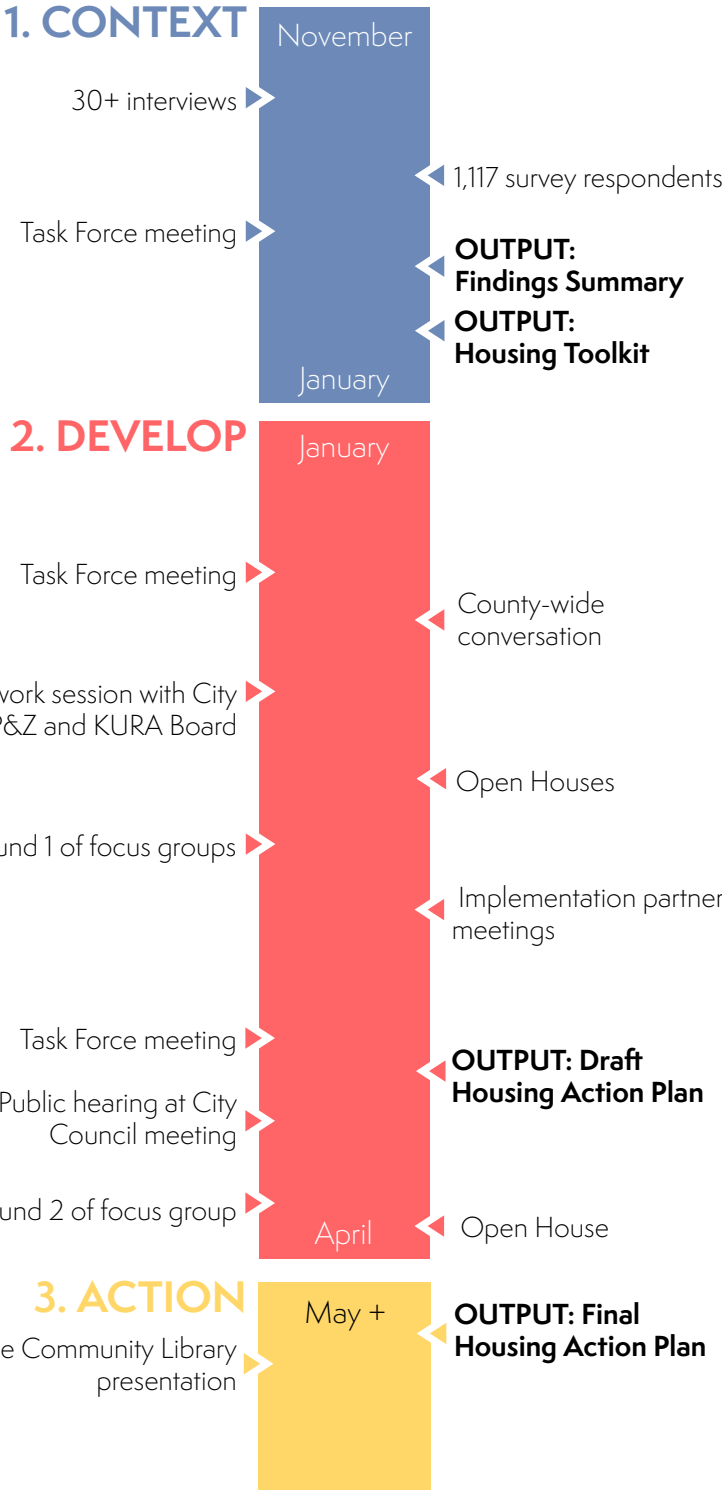 1. CONTEXT
November
30+ interviews
1,117 survey respondents
Task Force meeting
OUTPUT:
Findings Summary
OUTPUT:
Housing Toolkit
January
2. DEVELOP
January
Task Force meeting
County-wide
conversation
work session with City
P&Z and KURA Board
Open Houses
1 of focus groups
Implementation partner
meetings
Task Force meeting
OUTPUT: Draft
Housing Action Plan
Public hearing at City
Council meeting
2 of focus group
April
Open House
3. ACTION
May +
OUTPUT: Final
Housing Action Plan
Community Library
presentation